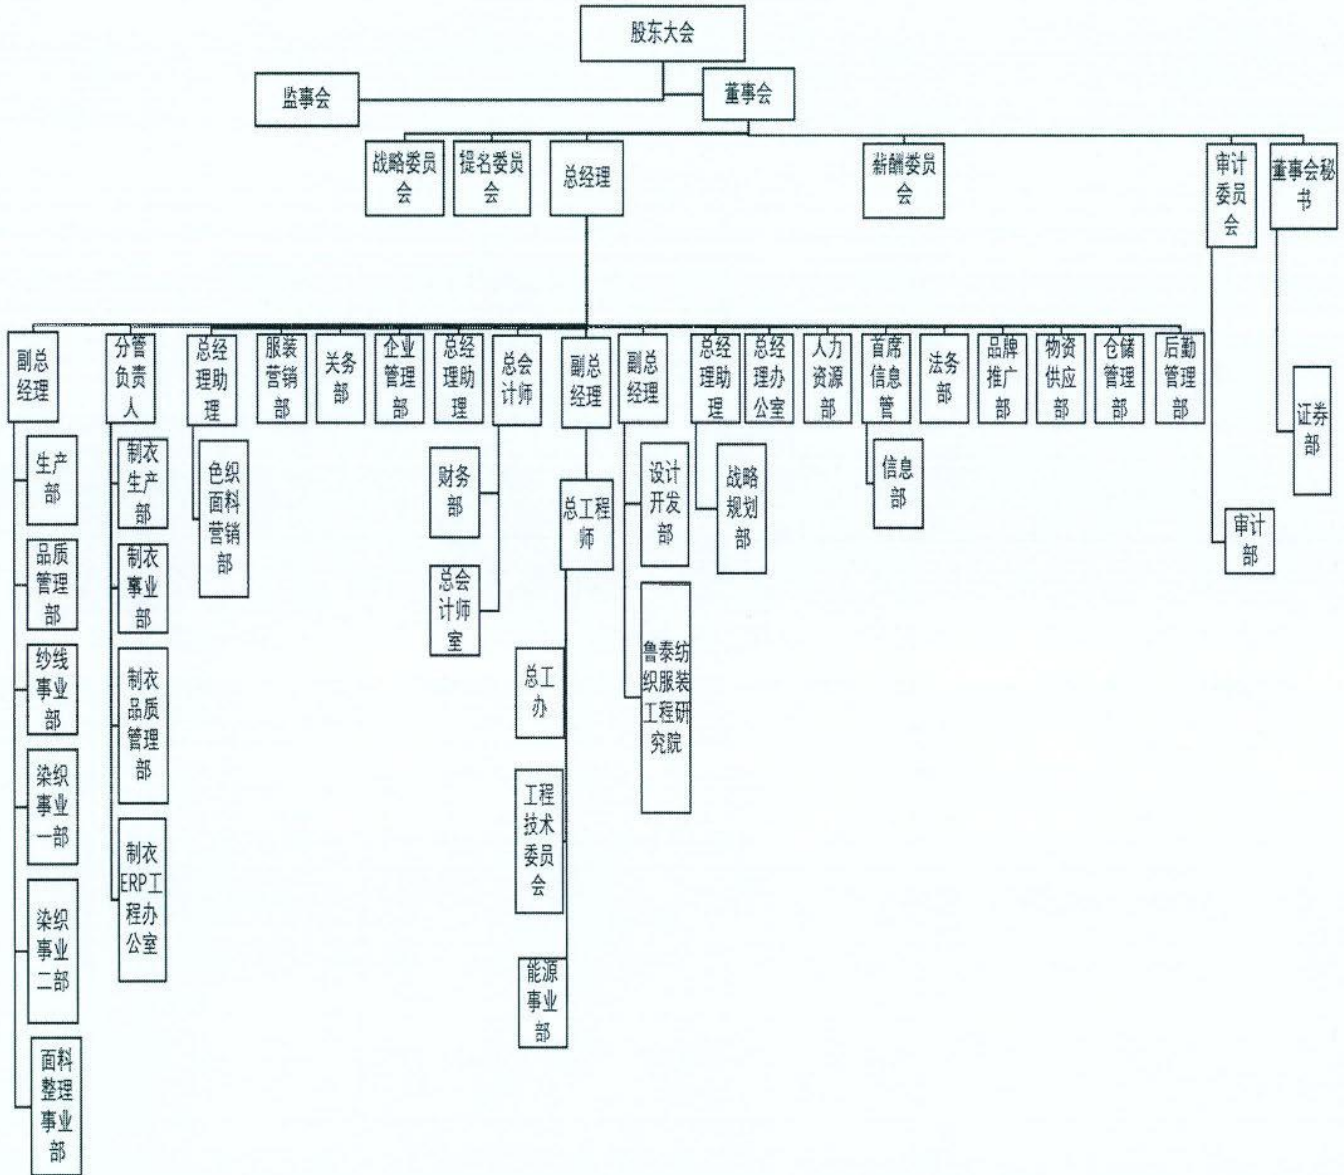 股东大会
监事会
董事会
战略委员
会
提名委员
会
总经理
薪酬委员
会
审计
委员
会
董事会秘
书
副总
经理
分管
负责
人
总经
理助
理
服装
营销
部
关务
部
企业
管理
部
总经
理助
理
总会
计师
副总
经理
副总
经理
总经
理助
理
总经
理办
公室
人力
资源
部
首席
信息
管
法务
部
品牌
推广
部
物资
供应
部
仓储
管理
部
后勤
管理
部
证券
部
生产
部
品质
管理
部
纱线
事业
部
染织
事业
一部
染织
事业
二部
面料
整理
事业
部
制衣
生产
部
制衣
事业
部
制衣
品质
管理
部
制衣
ERP工
程办
公室
色织
面料
营销
部
财务
部
总会
计师
室
总工程
师
总工
办
工程
技术
委员
会
能源
事业
部
设计
开发
部
鲁泰纺
织服装
工程研
究院
战略
规划
部
信息
部
审计
部